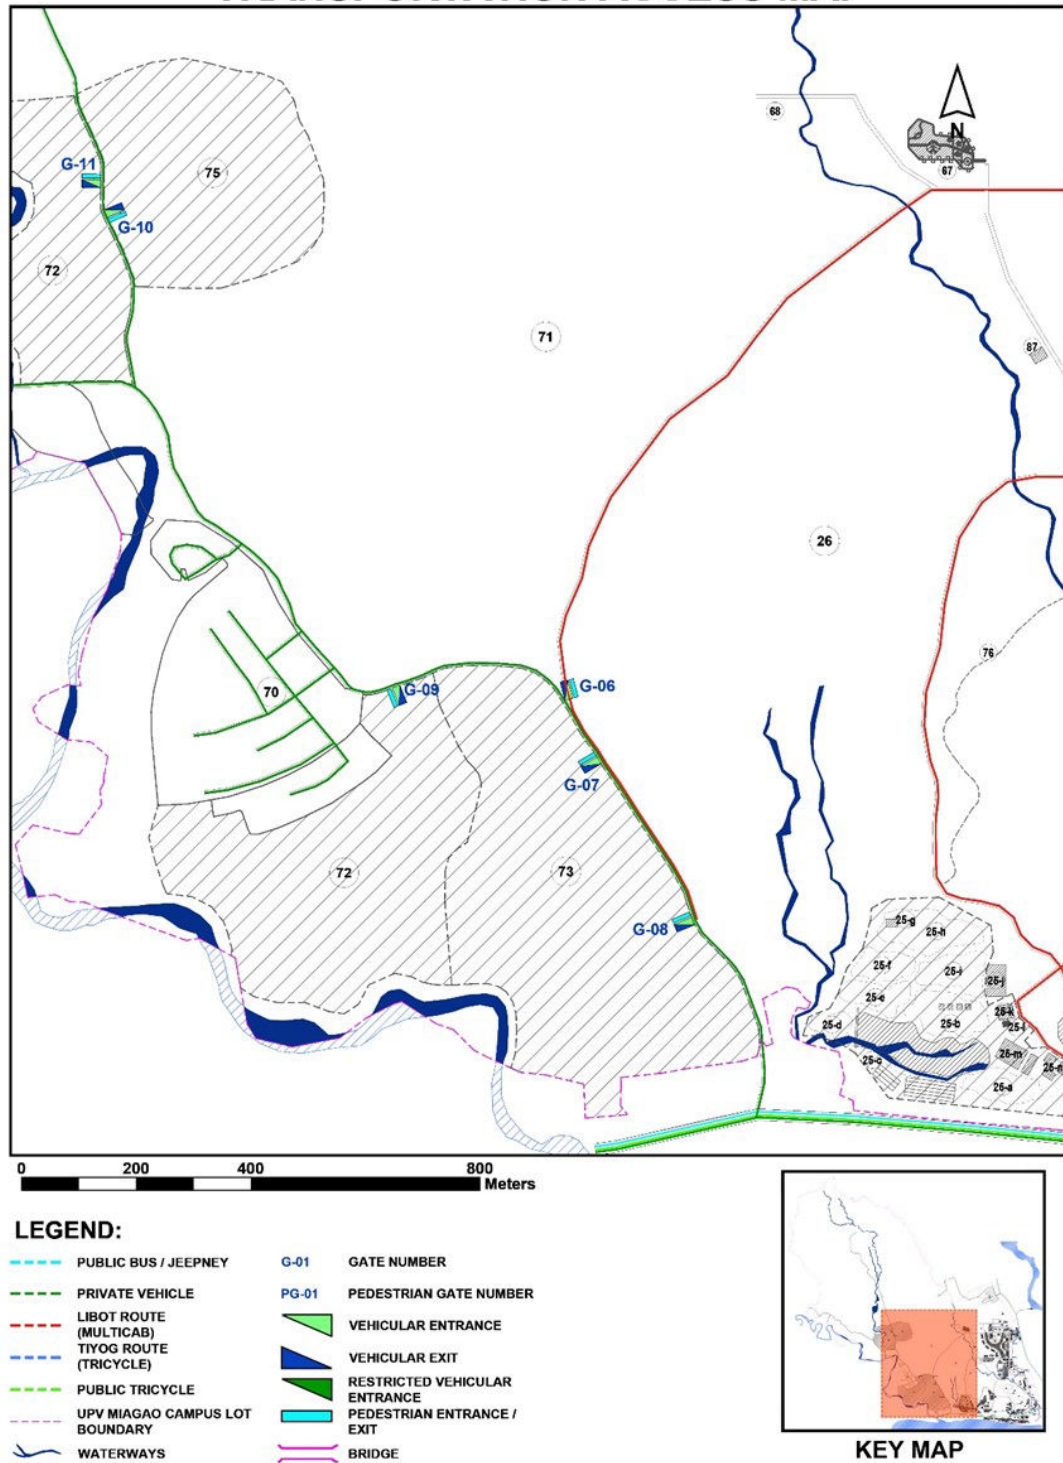 68
N
67
G-11
75
G-10
72
71
87
26
76
G-06
70
G-09
G-07
72
73
G-08
25-g
25-h
25-f
25-i
25-j
25-e
25-k
25-d
25-b
25-l
25-m
25-c
25-n
25-a
0 200 400 800
Meters
LEGEND:
PUBLIC BUS / JEEPNEY
PRIVATE VEHICLE
LIBOT ROUTE
(MULTICAB)
TIYOG ROUTE
(TRICYCLE)
PUBLIC TRICYCLE
UPV MIAGAO CAMPUS LOT
BOUNDARY
WATERWAYS
G-01 GATE NUMBER
PG-01 PEDESTRIAN GATE NUMBER
VEHICULAR ENTRANCE
VEHICULAR EXIT
RESTRICTED VEHICULAR
ENTRANCE
PEDESTRIAN ENTRANCE /
EXIT
BRIDGE
KEY MAP